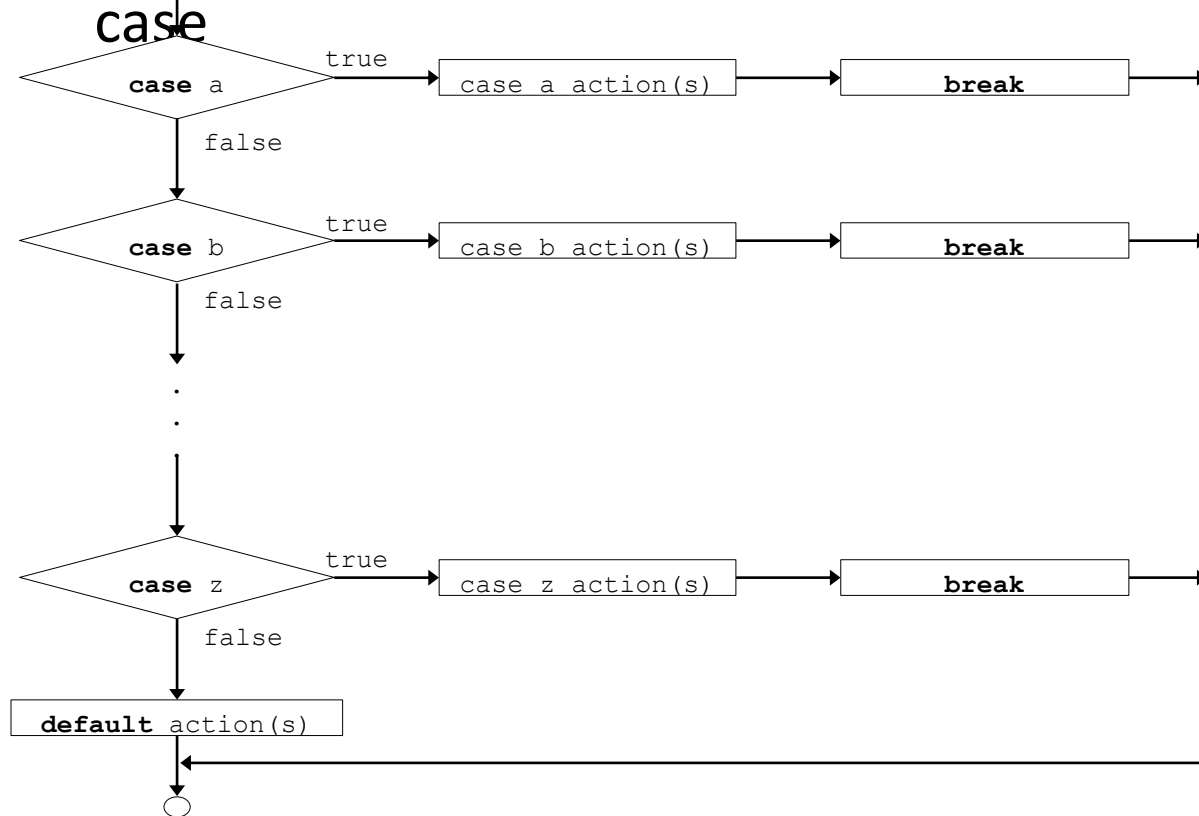 case
true
case a
case a action(s)
break
false
true
case b
case b action(s)
break
false
.
.
.
true
case z
case z action(s)
break
false
default action(s)